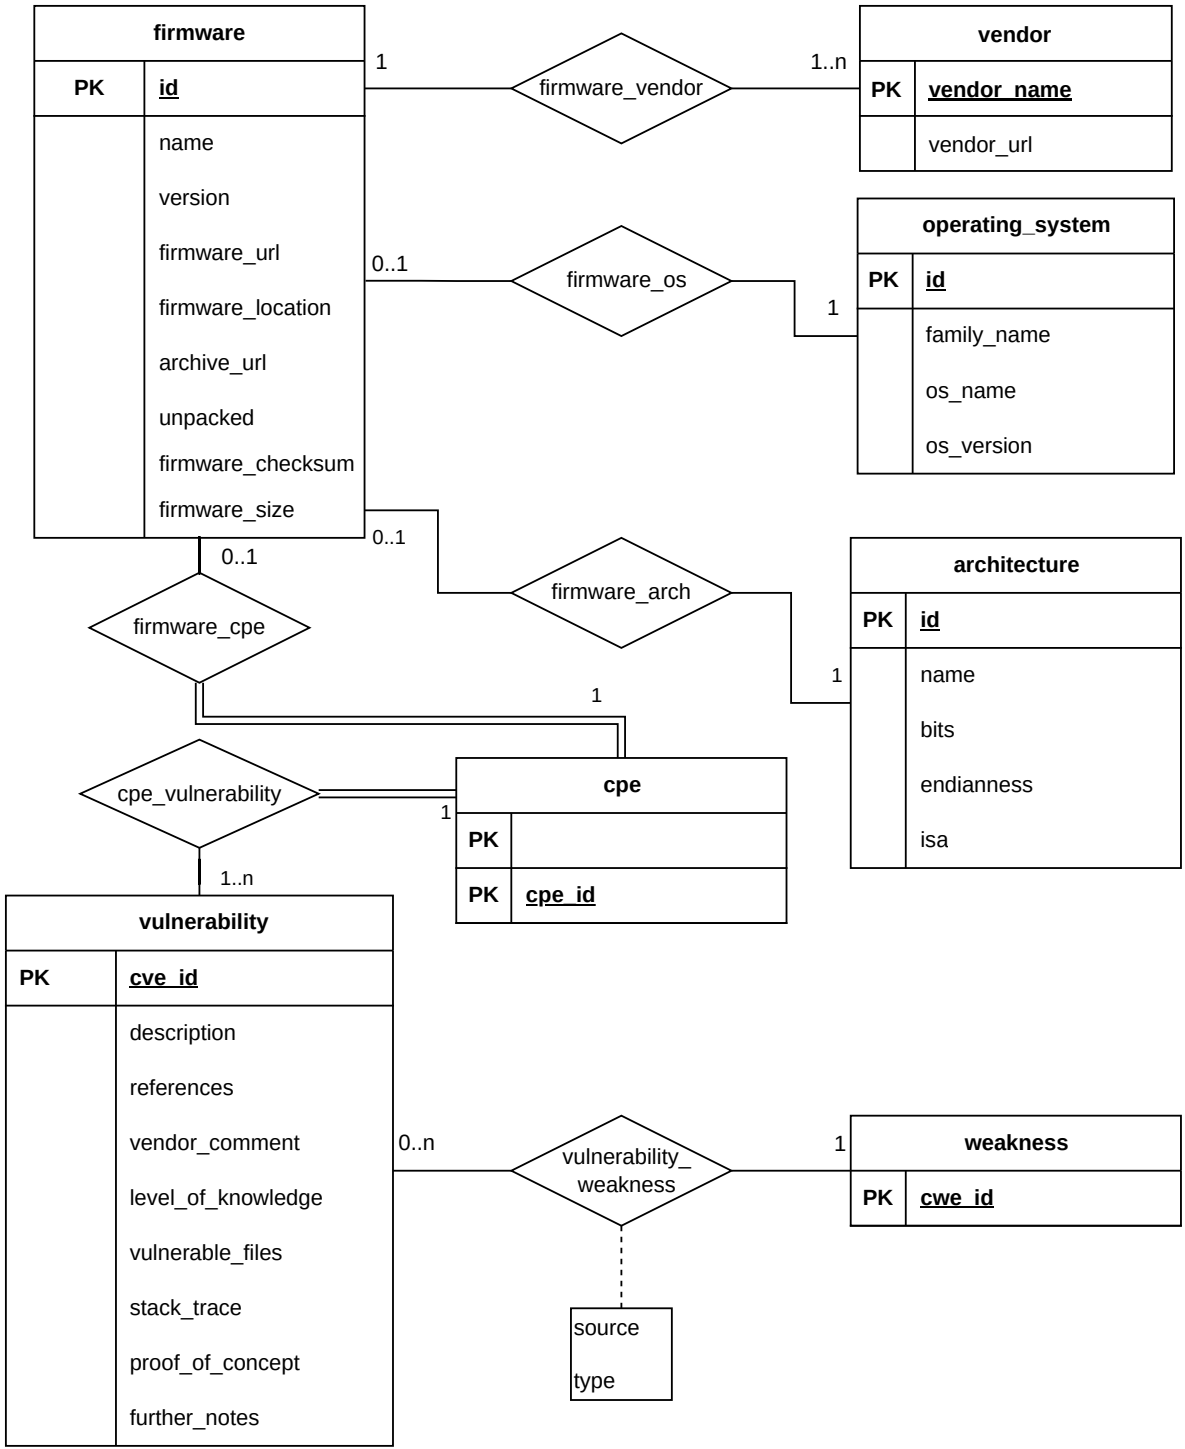 firmware
PK
id
name
version
firmware_url
firmware_location
archive_url
unpacked
firmware_checksum
firmware_size
1
firmware_vendor
1..n
vendor
PK
vendor_name
vendor_url
0..1
firmware_os
1
operating_system
PK
id
family_name
os_name
os_version
0..1
firmware_arch
1
architecture
PK
id
name
bits
endianness
isa
0..1
firmware_cpe
1
cpe
PK
PK
cpe_id
cpe_vulnerability
1
1..n
vulnerability
PK
cve_id
description
references
vendor_comment
level_of_knowledge
vulnerable_files
stack_trace
proof_of_concept
further_notes
0..n
vulnerability_
weakness
1
weakness
PK
cwe_id
source
type